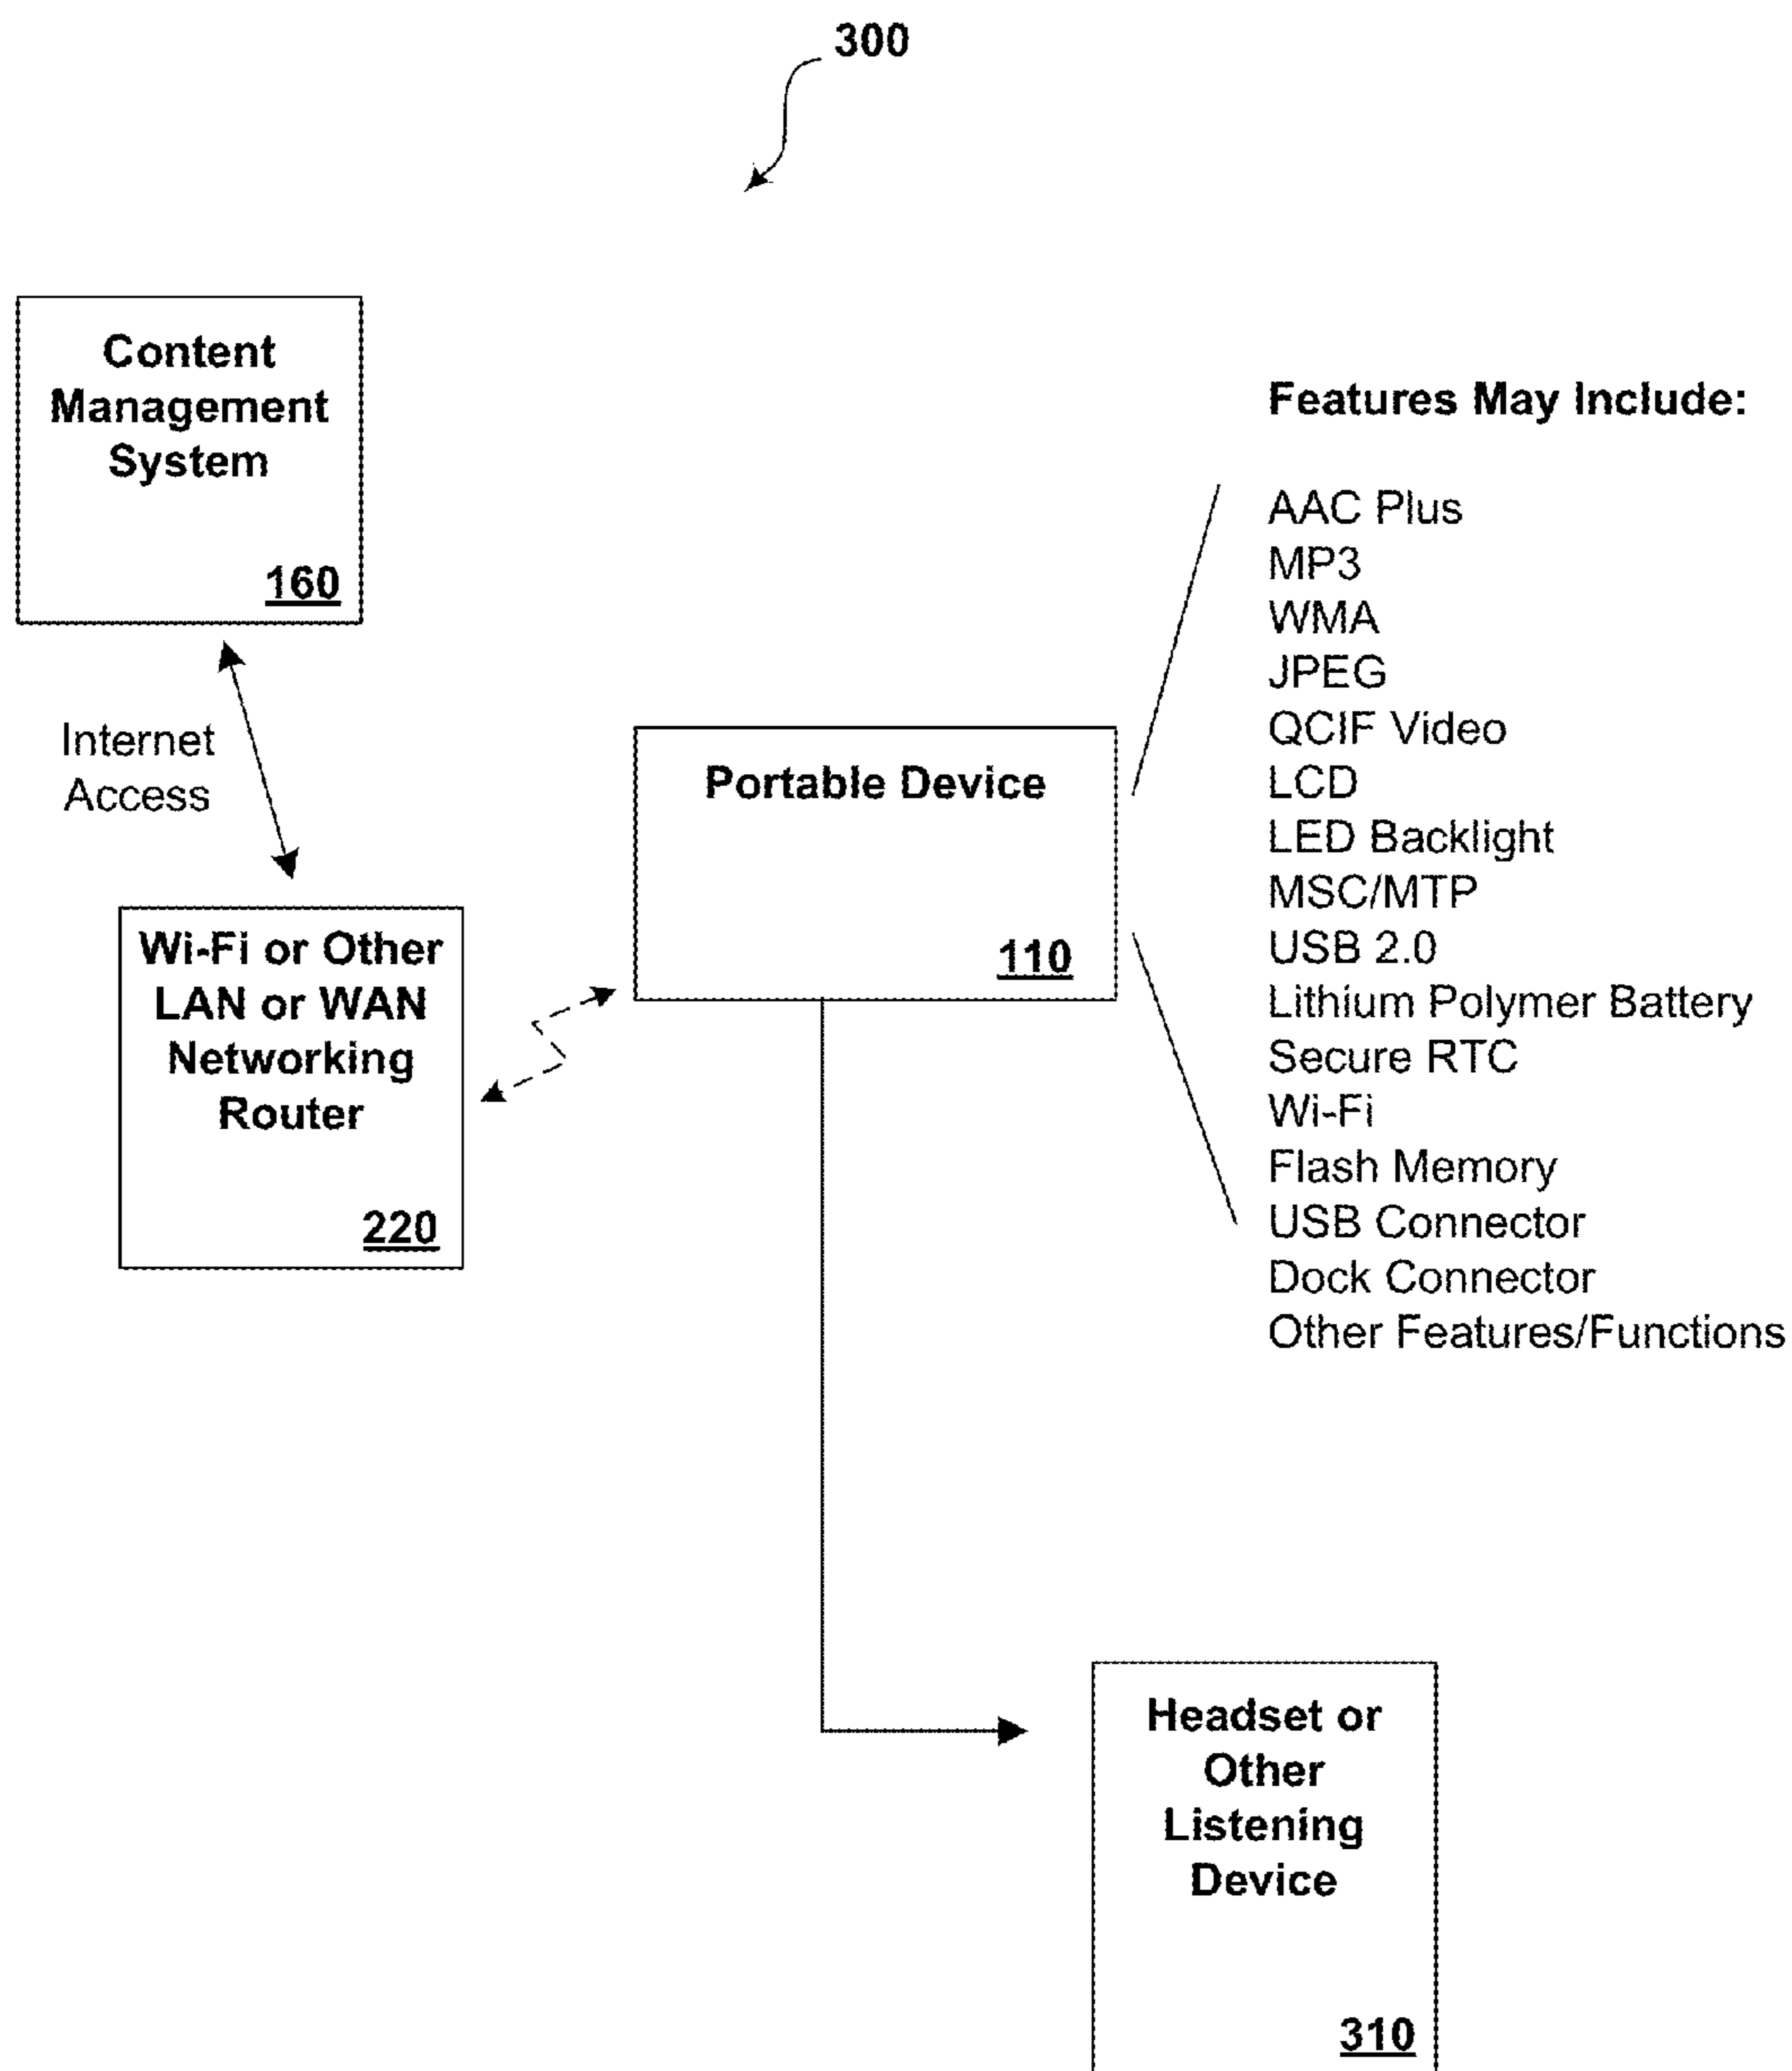 300
Content
Management
System
160
Internet
Access
Wi-Fi or Other
LAN or WAN
Networking
Router
220
Portable Device
110
Features May Include:
AAC Plus
MP3
WMA
JPEG
QCIF Video
LCD
LED Backlight
MSC/MTP
USB 2.0
Lithium Polymer Battery
Secure RTC
Wi-Fi
Flash Memory
USB Connector
Dock Connector
Other Features/Functions
Headset or
Other
Listening
Device
310